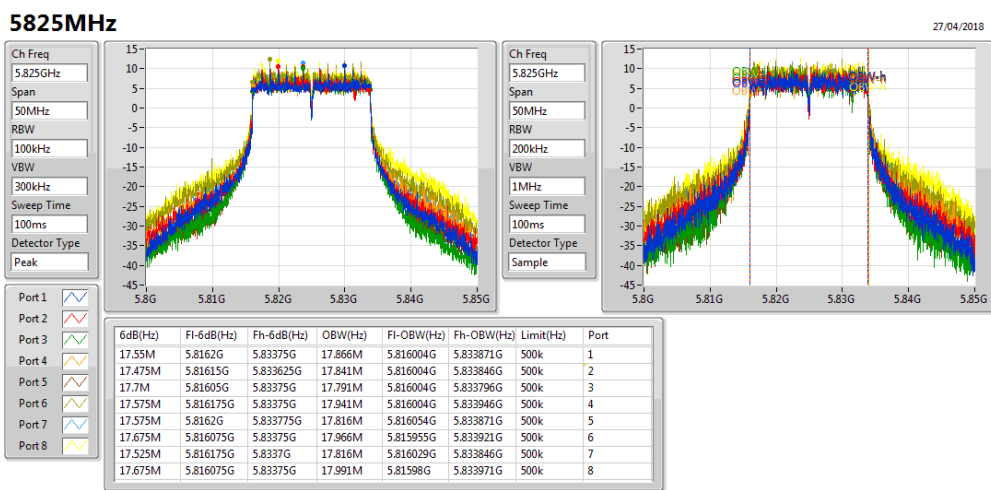 5825MHz
27/04/2018
Ch Freq
5.825GHz
Span
50MHz
RBW
100kHz
VBW
300kHz
Sweep Time
100ms
Detector Type
Peak
15
10
5
0
-5
-10
-15
-20
-25
-30
-35
-40
-45
5.8G 5.81G 5.82G 5.83G 5.84G 5.85G
Ch Freq
5.825GHz
Span
50MHz
RBW
200kHz
VBW
1MHz
Sweep Time
100ms
Detector Type
Sample
15
10
5
0
-5
-10
-15
-20
-25
-30
-35
-40
-45
5.8G 5.81G 5.82G 5.83G 5.84G 5.85G
Port 1
Port 2
Port 3
Port 4
Port 5
Port 6
Port 7
Port 8
6dB(Hz) Fl-6dB(Hz) Fh-6dB(Hz) OBW(Hz) Fl-OBW(Hz) Fh-OBW(Hz) Limit(Hz) Port
17.55M 5.8162G 5.83375G 17.866M 5.816004G 5.833871G 500k 1
17.475M 5.81615G 5.833625G 17.841M 5.816004G 5.833846G 500k 2
17.7M 5.81605G 5.83375G 17.791M 5.816004G 5.833796G 500k 3
17.575M 5.816175G 5.83375G 17.941M 5.816004G 5.833946G 500k 4
17.575M 5.8162G 5.833775G 17.816M 5.816054G 5.833871G 500k 5
17.675M 5.816075G 5.83375G 17.966M 5.815955G 5.833921G 500k 6
17.525M 5.816175G 5.8337G 17.816M 5.816029G 5.833846G 500k 7
17.675M 5.816075G 5.83375G 17.991M 5.81598G 5.833971G 500k 8